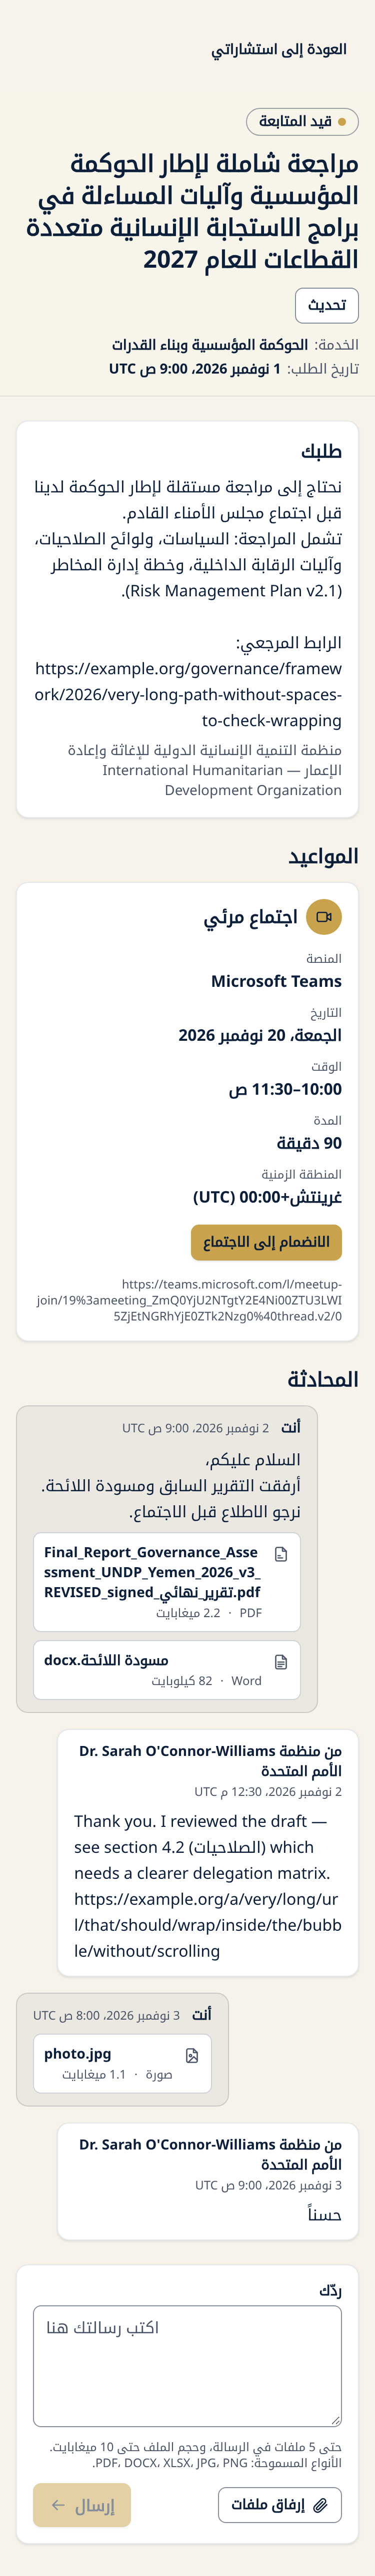 العودة إلى استشاراتي
قيد المتابعة
مراجعة شاملة لإطار الحوكمة
المؤسسية وآليات المساءلة في
برامج الاستجابة الإنسانية متعددة
القطاعات للعام 2027
تحديث
الخدمة: الحوكمة المؤسسية وبناء القدرات
تاريخ الطلب: 1 نوفمبر 2026، 9:00 ص UTC
طلبك
نحتاج إلى مراجعة مستقلة لإطار الحوكمة لدينا
قبل اجتماع مجلس الأمناء القادم.
تشمل المراجعة: السياسات، ولوائح الصلاحيات،
وآليات الرقابة الداخلية، وخطة إدارة المخاطر
(Risk Management Plan v2.1).
الرابط المرجعي:
https://example.org/governance/framew
ork/2026/very-long-path-without-spaces-
to-check-wrapping
منظمة التنمية الإنسانية الدولية للإغاثة وإعادة
الإعمار — International Humanitarian
Development Organization
المواعيد
اجتماع مرئي
المنصة
Microsoft Teams
التاريخ
الجمعة، 20 نوفمبر 2026
الوقت
10:00–11:30 ص
المدة
90 دقيقة
المنطقة الزمنية
غرينتش+00:00 (UTC)
الانضمام إلى الاجتماع
https://teams.microsoft.com/l/meetup-
join/19%3ameeting_ZmQ0YjU2NTgtY2E4Ni00ZTU3LWI
5ZjEtNGRhYjE0ZTk2Nzg0%40thread.v2/0
المحادثة
أنت 2 نوفمبر 2026، 9:00 ص UTC
السلام عليكم،
أرفقت التقرير السابق ومسودة اللائحة.
نرجو الاطلاع قبل الاجتماع.
Final_Report_Governance_Asse
ssment_UNDP_Yemen_2026_v3_
REVISED_signed_تقرير_نهائي.pdf
PDF · 2.2 ميغابايت
مسودة اللائحة.docx
Word · 82 كيلوبايت
Dr. Sarah O'Connor-Williams من منظمة
الأمم المتحدة
2 نوفمبر 2026، 12:30 م UTC
Thank you. I reviewed the draft —
see section 4.2 (الصلاحيات) which
needs a clearer delegation matrix.
https://example.org/a/very/long/ur
l/that/should/wrap/inside/the/bubb
le/without/scrolling
أنت 3 نوفمبر 2026، 8:00 ص UTC
photo.jpg
صورة · 1.1 ميغابايت
Dr. Sarah O'Connor-Williams من منظمة
الأمم المتحدة
3 نوفمبر 2026، 9:00 ص UTC
حسناً
ردّك
اكتب رسالتك هنا
حتى 5 ملفات في الرسالة، وحجم الملف حتى 10 ميغابايت.
الأنواع المسموحة: PDF، DOCX، XLSX، JPG، PNG.
إرفاق ملفات
إرسال